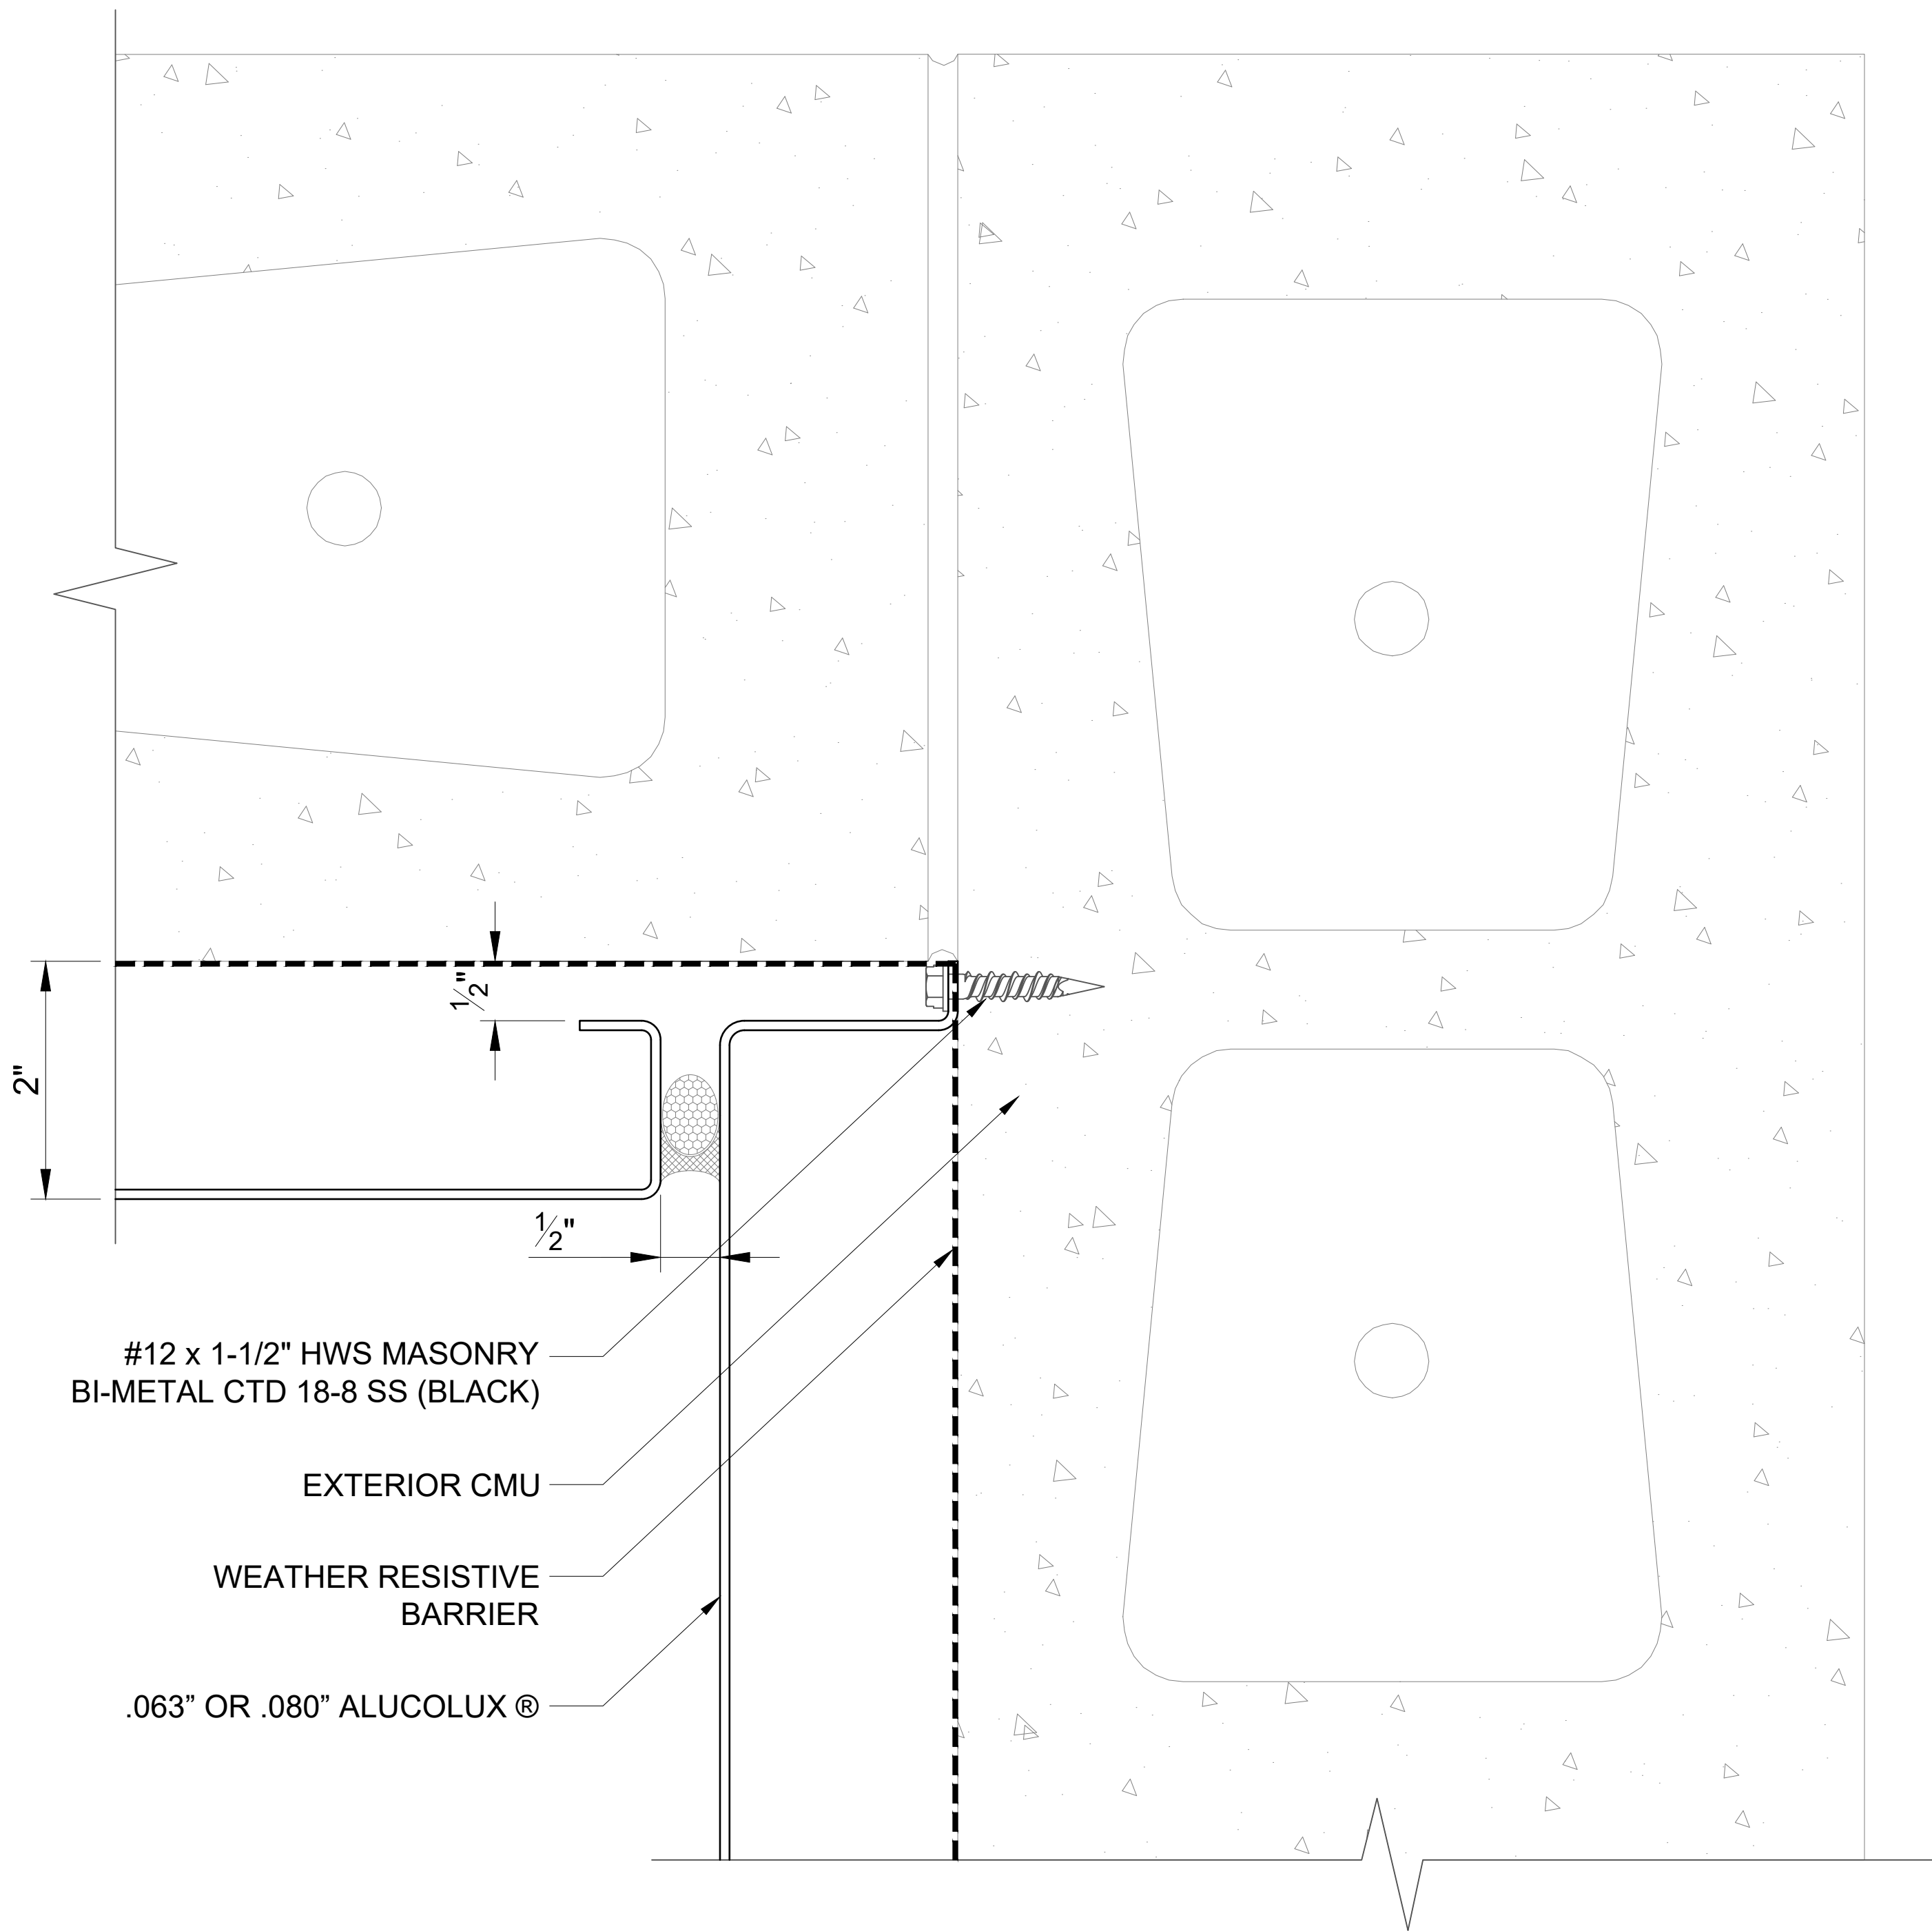 1/2"
2"
1/2"
#12 x 1-1/2" HWS MASONRY
BI-METAL CTD 18-8 SS (BLACK)
EXTERIOR CMU
WEATHER RESISTIVE
BARRIER
.063” OR .080” ALUCOLUX ®